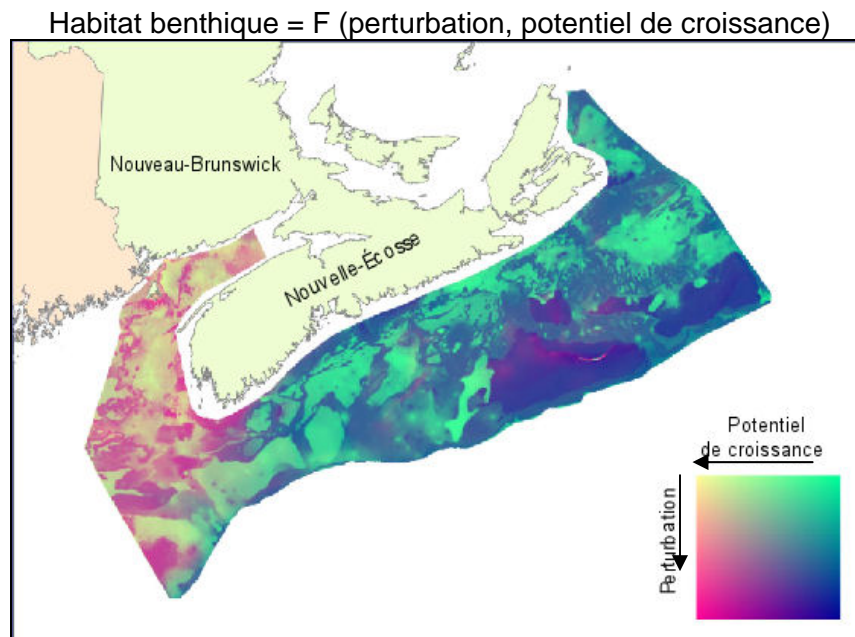 Habitat benthique = F (perturbation, potentiel de croissance)
Nouveau-Brunswick
Nouvelle-Écosse
Potentiel
de croissance
Perturbation